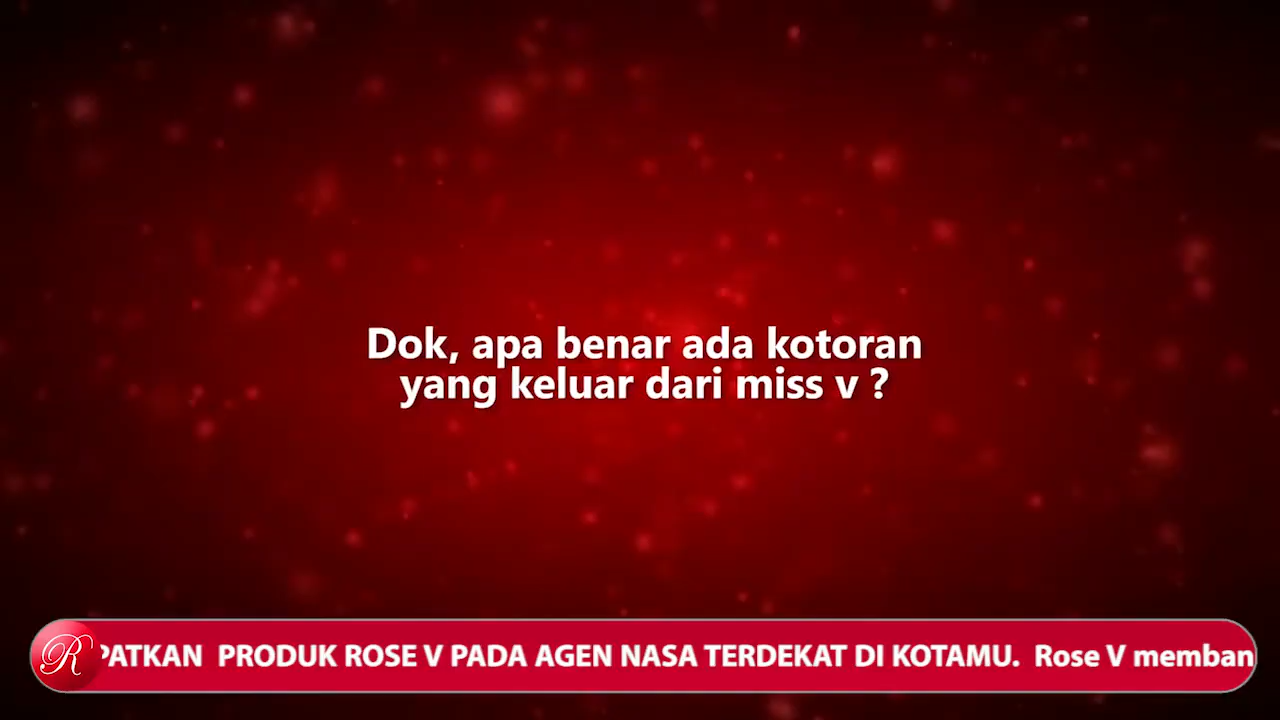 Dok, apa benar ada kotoran
yang keluar dari miss v ?
R PATKAN PRODUK ROSE V PADA AGEN NASA TERDEKAT DI KOTAMU. Rose V memban